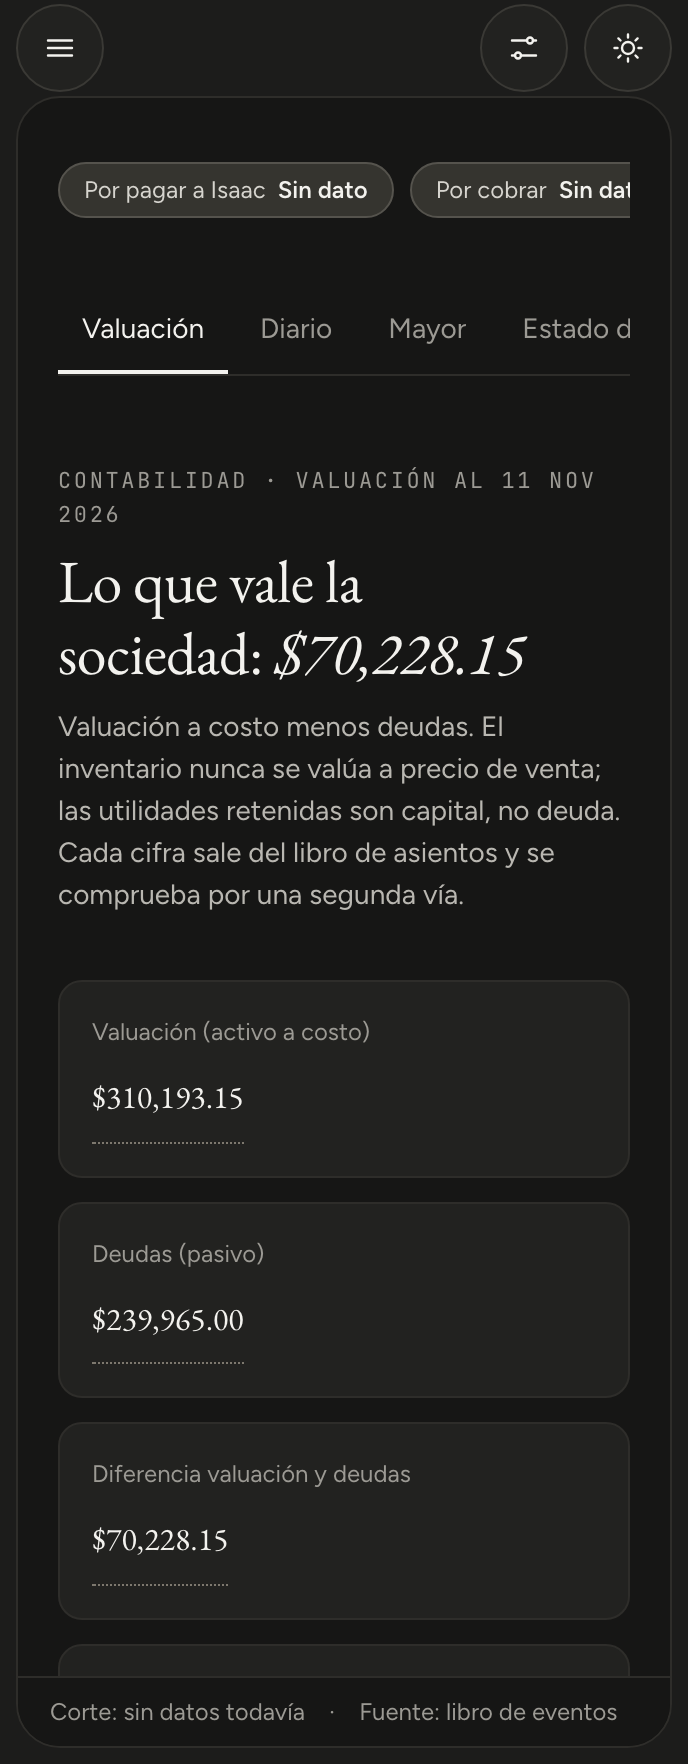 Por pagar a Isaac Sin dato
Por cobrar Sin dat
Valuación Diario Mayor Estado d
CONTABILIDAD · VALUACIÓN AL 11 NOV
2026
Lo que vale la
sociedad: $70,228.15
Valuación a costo menos deudas. El
inventario nunca se valúa a precio de venta;
las utilidades retenidas son capital, no deuda.
Cada cifra sale del libro de asientos y se
comprueba por una segunda vía.
Valuación (activo a costo)
$310,193.15
Deudas (pasivo)
$239,965.00
Diferencia valuación y deudas
$70,228.15
Corte: sin datos todavía · Fuente: libro de eventos